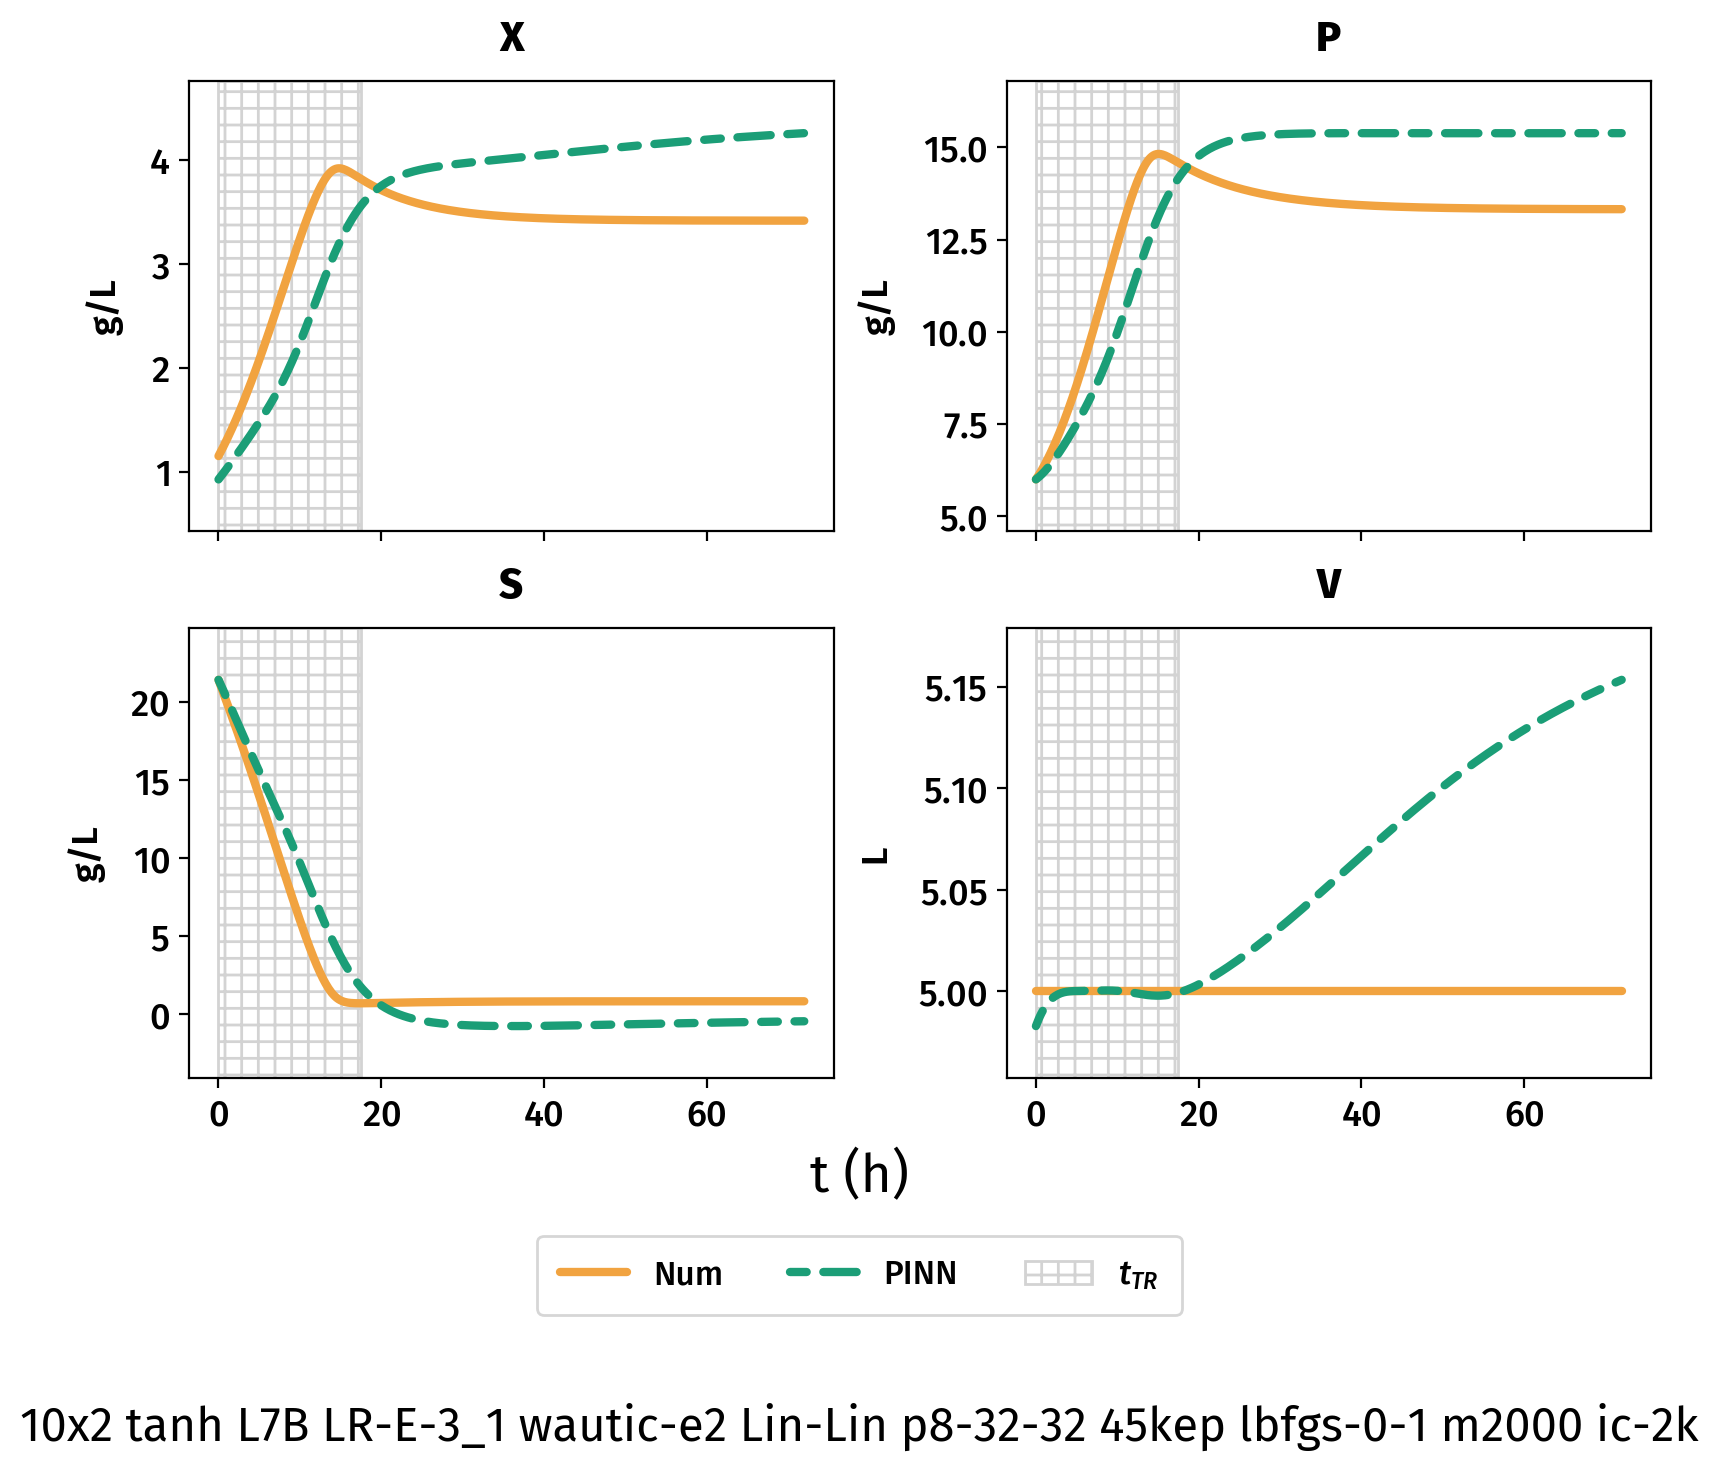 X
P
4
3
2
1
g/L
15.0
12.5
10.0
7.5
5.0
g/L
S
V
20
15
10
5
0
g/L
5.15
5.10
5.05
5.00
L
0 20 40 60
0 20 40 60
t (h)
Num PINN tTR
10x2 tanh L7B LR-E-3_1 wautic-e2 Lin-Lin p8-32-32 45kep lbfgs-0-1 m2000 ic-2k